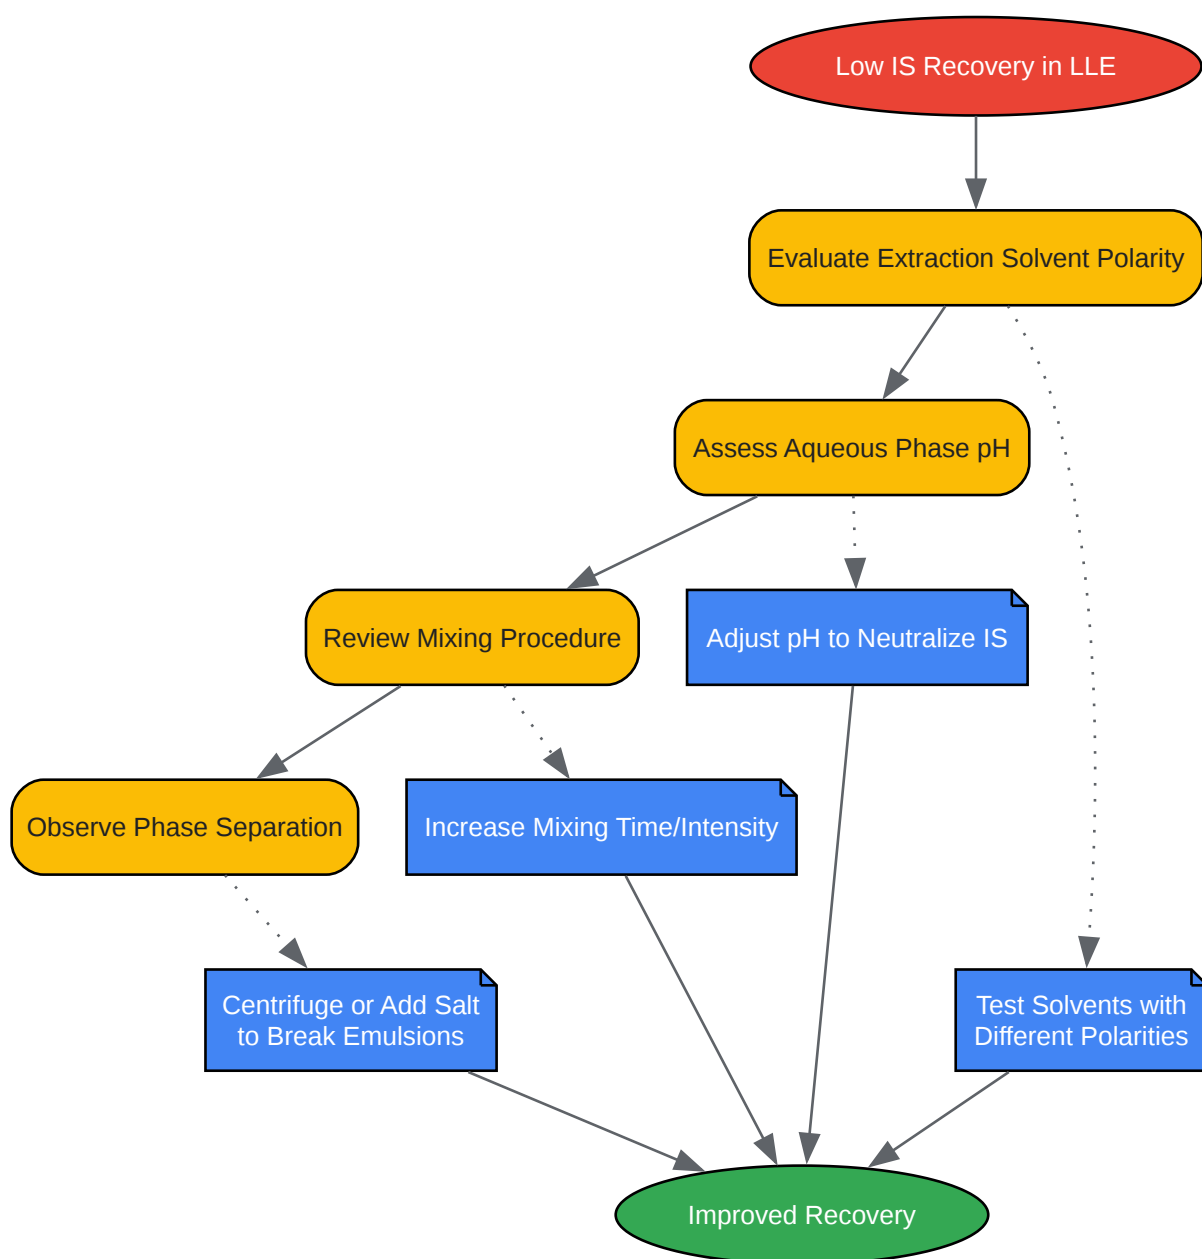 Low IS Recovery in LLE
Evaluate Extraction Solvent Polarity
Assess Aqueous Phase pH
Review Mixing Procedure
Adjust pH to Neutralize IS
Observe Phase Separation
Increase Mixing Time/Intensity
Centrifuge or Add Salt
to Break Emulsions
Test Solvents with
Different Polarities
Improved Recovery